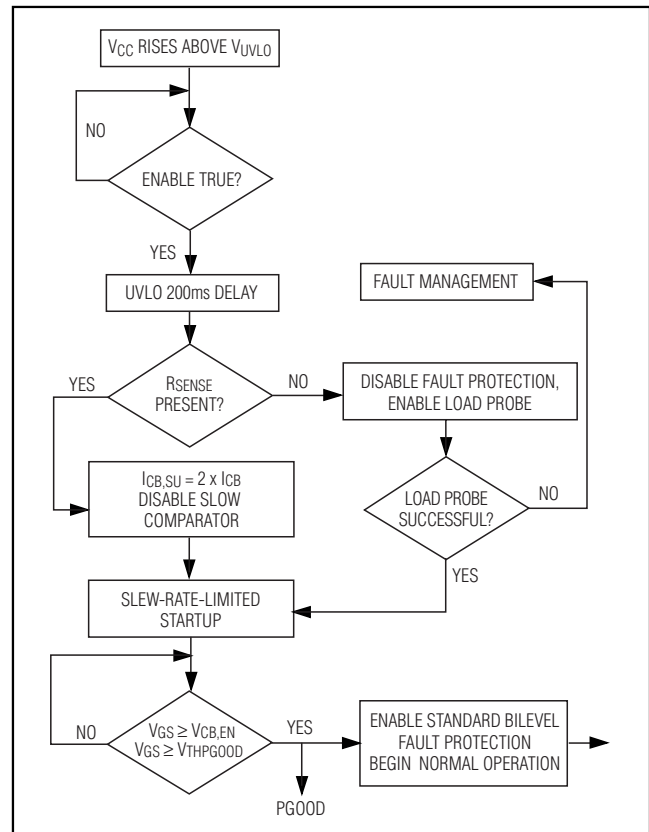 VCC RISES ABOVE VUVLO
NO
ENABLE TRUE?
YES
UVLO 200ms DELAY
FAULT MANAGEMENT
YES
RSENSE
PRESENT?
NO
DISABLE FAULT PROTECTION,
ENABLE LOAD PROBE
ICB,SU = 2 x ICB
DISABLE SLOW
COMPARATOR
LOAD PROBE
SUCCESSFUL?
NO
YES
SLEW-RATE-LIMITED
STARTUP
NO
VGS ≥ VCB,EN
VGS ≥ VTHPGOOD
YES
PGOOD
ENABLE STANDARD BILEVEL
FAULT PROTECTION
BEGIN NORMAL OPERATION